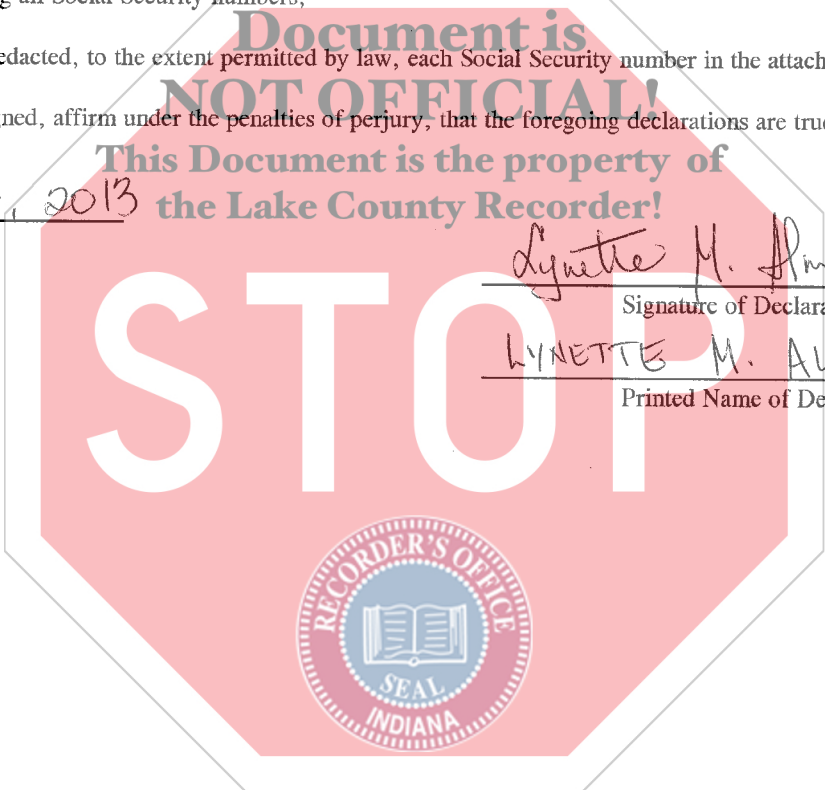 Document is
edacted, to the extent permitted by law, each Social Security number in the attach
NOT OFFICIAL!
ned, affirm under the penalties of perjury, that the foregoing declarations are true
This Document is the property of
, 2013 the Lake County Recorder!
Lynette M.
Signature of Declara
LYNETTE M.
Printed Name of De
STOP
RECORDER'S OFFICE
SEAL
INDIANA